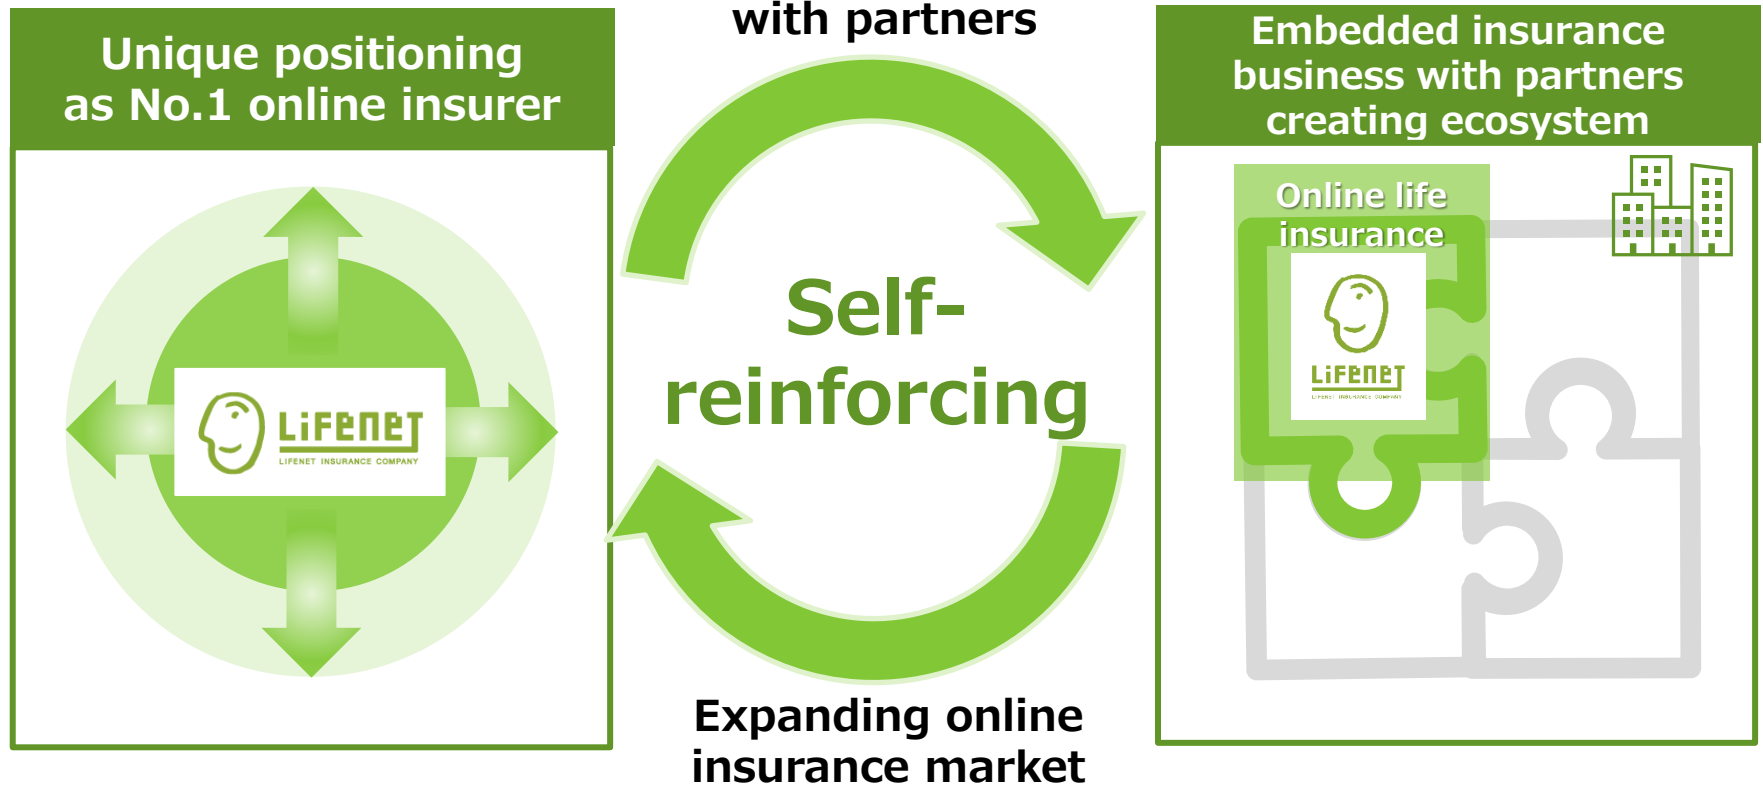 Unique positioning
as No.1 online insurer
LiFENET
LIFENET INSURANCE COMPANY
with partners
Self-
reinforcing
Expanding online
insurance market
Embedded insurance
business with partners
creating ecosystem
Online life
insurance
LiFENET
LIFENET INSURANCE COMPANY